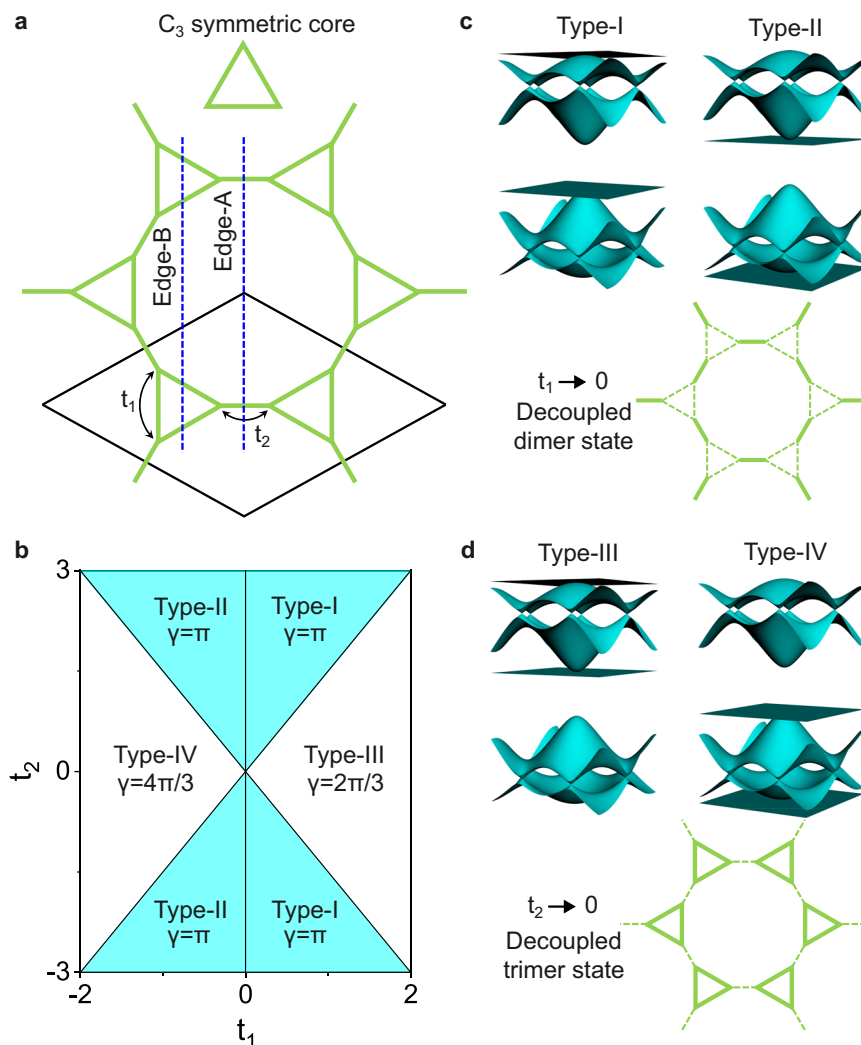 a
C₃ symmetric core
Edge-B
Edge-A
t₁
t₂
b
3
0
-3
t₂
Type-II
γ=π
Type-I
γ=π
Type-IV
γ=4π/3
Type-III
γ=2π/3
Type-II
γ=π
Type-I
γ=π
-2
0
2
t₁
c
Type-I
Type-II
t₁ → 0
Decoupled
dimer state
d
Type-III
Type-IV
t₂ → 0
Decoupled
trimer state